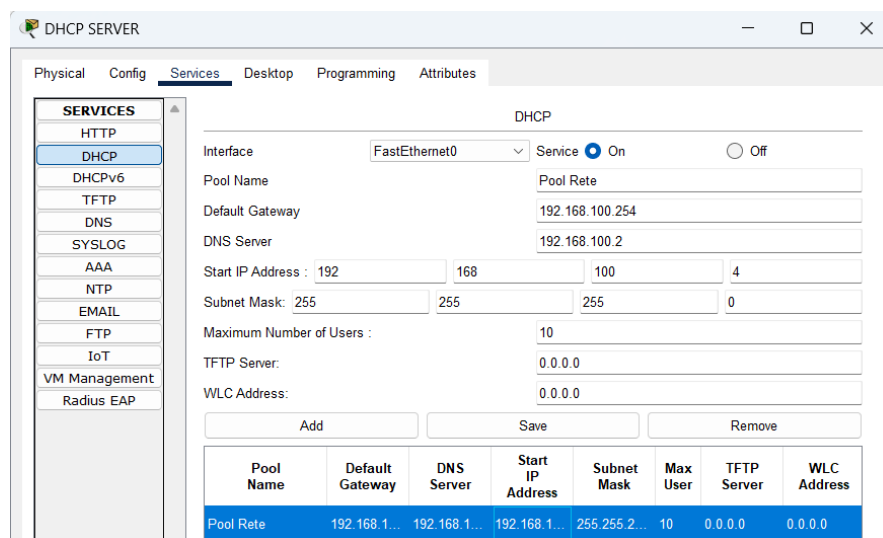 DHCP SERVER
Physical Config Services Desktop Programming Attributes
SERVICES
HTTP
DHCP
DHCPv6
TFTP
DNS
SYSLOG
AAA
NTP
EMAIL
FTP
IoT
VM Management
Radius EAP
DHCP
Interface FastEthernet0 Service On Off
Pool Name Pool Rete
Default Gateway 192.168.100.254
DNS Server 192.168.100.2
Start IP Address : 192 168 100 4
Subnet Mask: 255 255 255 0
Maximum Number of Users : 10
TFTP Server: 0.0.0.0
WLC Address: 0.0.0.0
Add Save Remove
Pool Name Default Gateway DNS Server Start IP Address Subnet Mask Max User TFTP Server WLC Address
Pool Rete 192.168.1... 192.168.1... 192.168.1... 255.255.2... 10 0.0.0.0 0.0.0.0